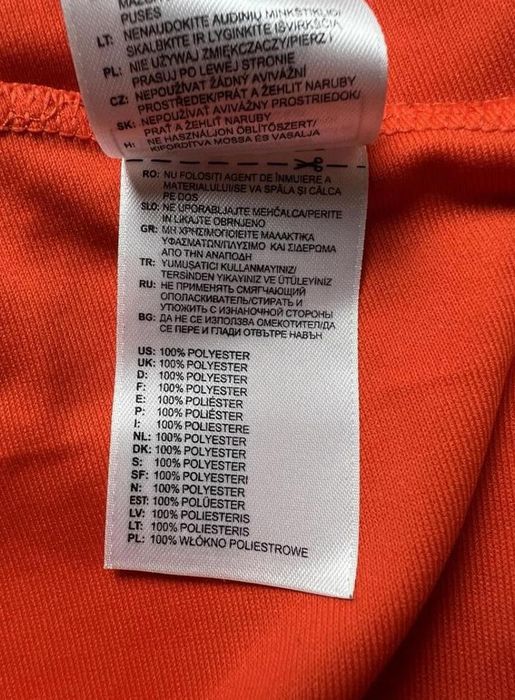 PUSĖS
LT: NENAUDOKITE AUDINIŲ MINKŠTIKLIO/
SKALBKITE IR LYGINKITE IŠVIRKŠČIĄ
PL: NIE UŻYWAJ ZMIĘKCZACZY/PIERZ I
PRASUJ PO LEWEJ STRONIE
CZ: NEPOUŽÍVEJTE ŽÁDNÝ AVIVÁŽNÍ
PROSTŘEDEK/PRÁT A ŽEHLIT NARUBY
SK: NEPOUŽÍVAŤ AVIVÁŽNY PROSTRIEDOK/
PRAŤ A ŽEHLIŤ NARUBY
H: NE HASZNÁLJON ÖBLÍTŐSZERT/
KIFORDÍTVA MOSSA ÉS VASALJA
RO: NU FOLOSITI AGENT DE ÎNMUIERE A
MATERIALULUI/SE VA SPĂLA ȘI CĂLCA
PE DOS
SLO: NE UPORABLJAJTE MEHČALCA/PERITE
IN LIKAJTE OBRNJENO
GR: ΜΗ ΧΡΗΣΙΜΟΠΟΙΕΙΤΕ ΜΑΛΑΚΤΙΚΑ
ΥΦΑΣΜΑΤΩΝ/ΠΛΥΣΙΜΟ ΚΑΙ ΣΙΔΕΡΩΜΑ
ΑΠΟ ΤΗΝ ΑΝΑΠΟΔΗ
TR: YUMUŞATICI KULLANMAYINIZ/
TERSİNDEN YIKAYINIZ VE ÜTÜLEYİNİZ
RU: НЕ ПРИМЕНЯТЬ СМЯГЧАЮЩИЙ
ОПОЛАСКИВАТЕЛЬ/СТИРАТЬ И
УТЮЖИТЬ С ИЗНАНОЧНОЙ СТОРОНЫ
BG: ДА НЕ СЕ ИЗПОЛЗВА ОМЕКОТИТЕЛ/ДА
СЕ ПЕРЕ И ГЛАДИ ОТВЪТРЕ НАВЪН
US: 100% POLYESTER
UK: 100% POLYESTER
D: 100% POLYESTER
F: 100% POLYESTER
E: 100% POLIÉSTER
P: 100% POLIÉSTER
I: 100% POLIESTERE
NL: 100% POLYESTER
DK: 100% POLYESTER
S: 100% POLYESTER
SF: 100% POLYESTERI
N: 100% POLYESTER
EST: 100% POLÜESTER
LV: 100% POLIESTERIS
LT: 100% POLIESTERIS
PL: 100% WŁÓKNO POLIESTROWE